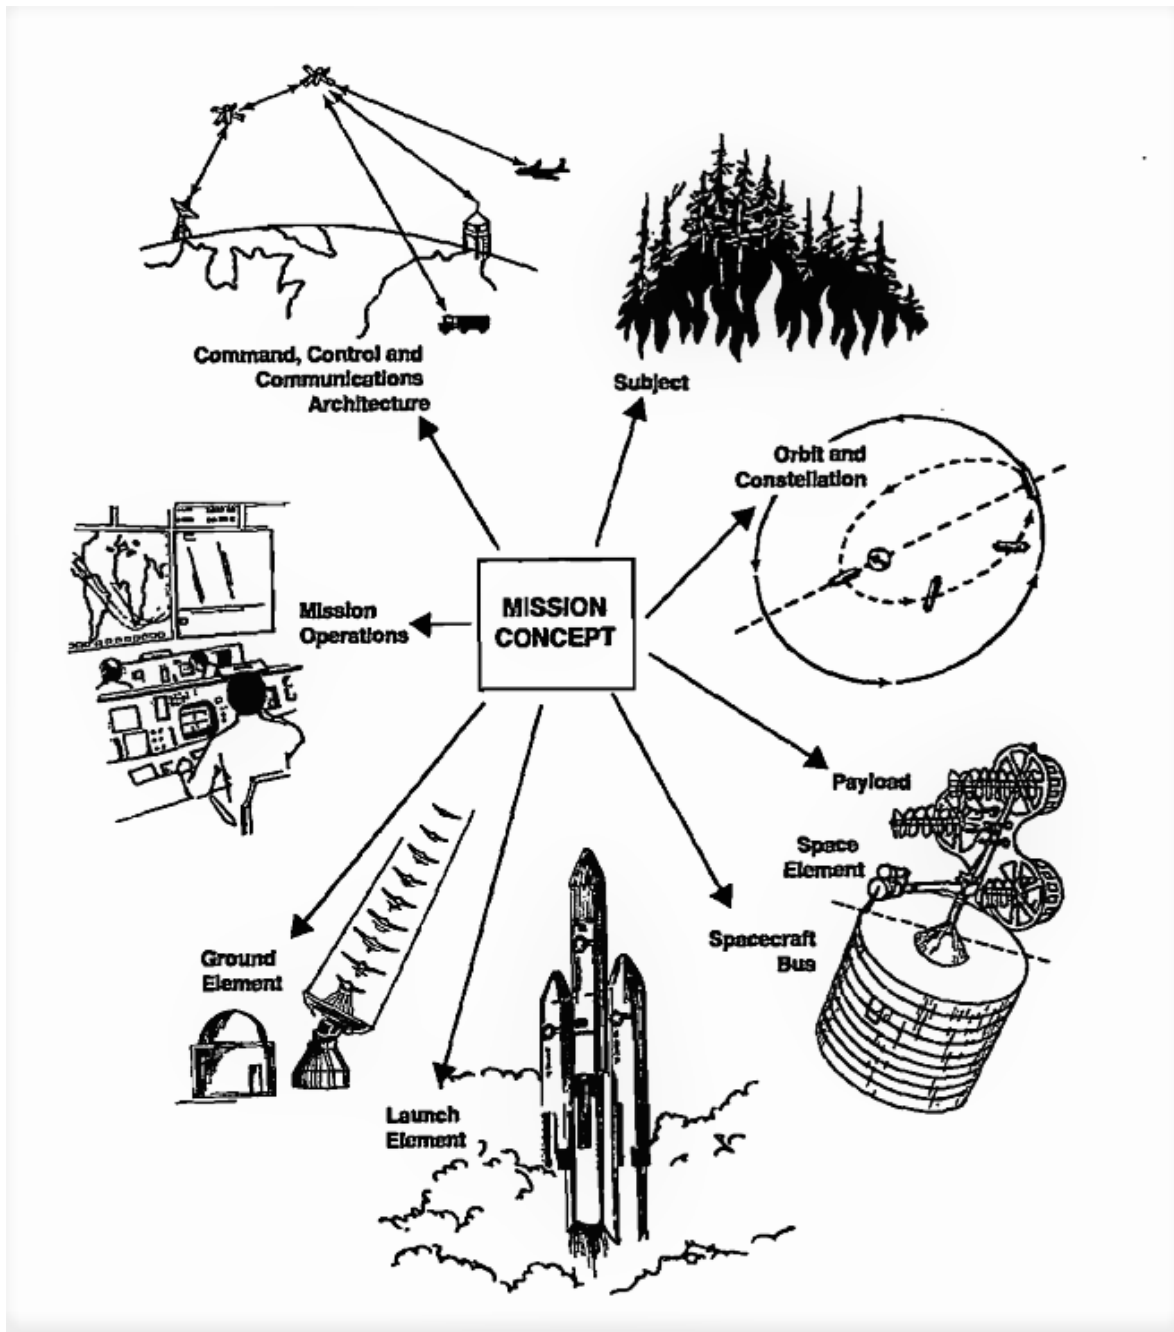 Command, Control and
Communications
Architecture
Subject
Orbit and
Constellation
MISSION
CONCEPT
Mission
Operations
Payload
Space
Element
Spacecraft
Bus
Ground
Element
Launch
Element